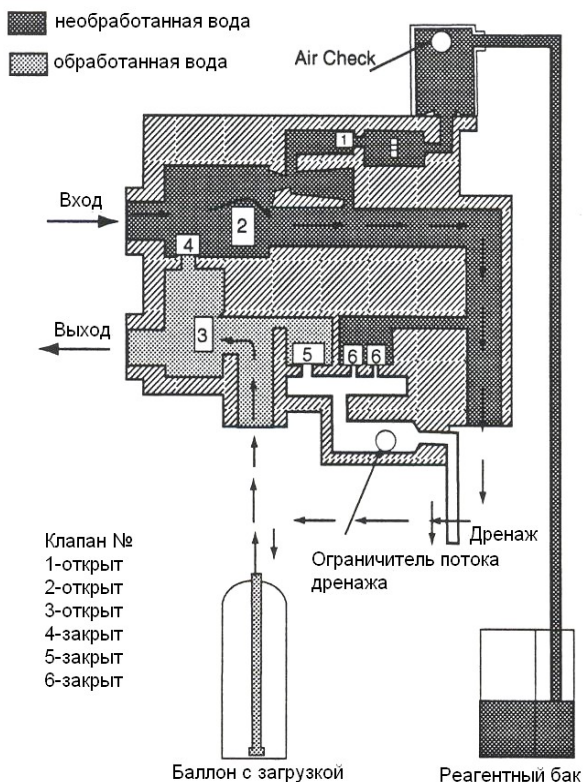 необработанная вода
обработанная вода
Air Check
1
Вход
2
4
Выход
3
5
6 6
Дренаж
Ограничитель потока
дренажа
Клапан №
1-открыт
2-открыт
3-открыт
4-закрыт
5-закрыт
6-закрыт
Баллон с загрузкой
Реагентный бак